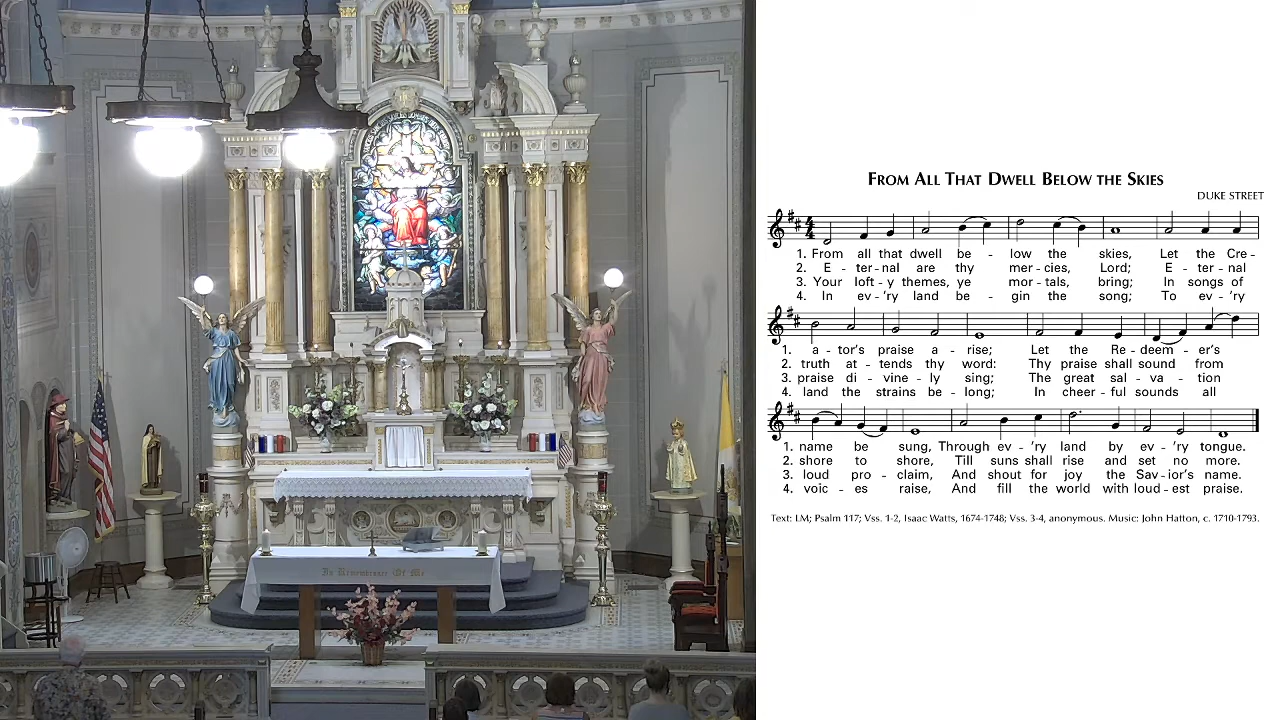 In Remembrance Of Me
FROM ALL THAT DWELL BELOW THE SKIES
DUKE STREET
1. From all that dwell be - low the skies, Let the Cre -
2. E - ter - nal are thy mer - cies, Lord; E - ter - nal
3. Your loft - y themes, ye mor - tals, bring; In songs of
4. In ev - 'ry land be - gin the song; To ev - 'ry
1. a - tor's praise a - rise; Let the Re - deem - er's
2. truth at - tends thy word: Thy praise shall sound from
3. praise di - vine - ly sing; The great sal - va - tion
4. land the strains be - long; In cheer - ful sounds all
1. name be sung, Through ev - 'ry land by ev - 'ry tongue.
2. shore to shore, Till suns shall rise and set no more.
3. loud pro - claim, And shout for joy the Sav - ior's name.
4. voic - es raise, And fill the world with loud - est praise.
Text: LM; Psalm 117; Vss. 1-2, Isaac Watts, 1674-1748; Vss. 3-4, anonymous. Music: John Hatton, c. 1710-1793.